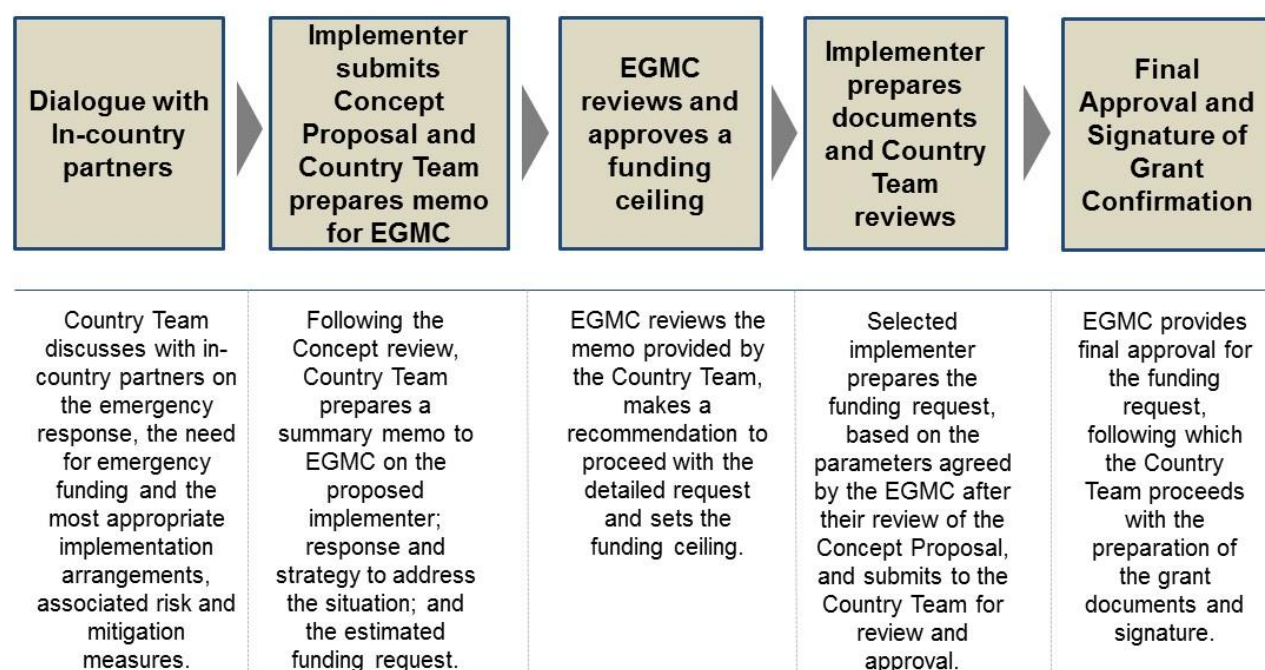 Dialogue with
In-country
partners
Implementer
submits
Concept
Proposal and
Country Team
prepares memo
for EGMC
EGMC
reviews and
approves a
funding
ceiling
Implementer
prepares
documents
and Country
Team
reviews
Final
Approval and
Signature of
Grant
Confirmation
Country Team
discusses with in-
country partners on
the emergency
response, the need
for emergency
funding and the
most appropriate
implementation
arrangements,
associated risk and
mitigation
measures.
Following the
Concept review,
Country Team
prepares a
summary memo to
EGMC on the
proposed
implementer;
response and
strategy to address
the situation; and
the estimated
funding request.
EGMC reviews the
memo provided by
the Country Team,
makes a
recommendation to
proceed with the
detailed request
and sets the
funding ceiling.
Selected
implementer
prepares the
funding request,
based on the
parameters agreed
by the EGMC after
their review of the
Concept Proposal,
and submits to the
Country Team for
review and
approval.
EGMC provides
final approval for
the funding
request,
following which
the Country
Team proceeds
with the
preparation of
the grant
documents and
signature.